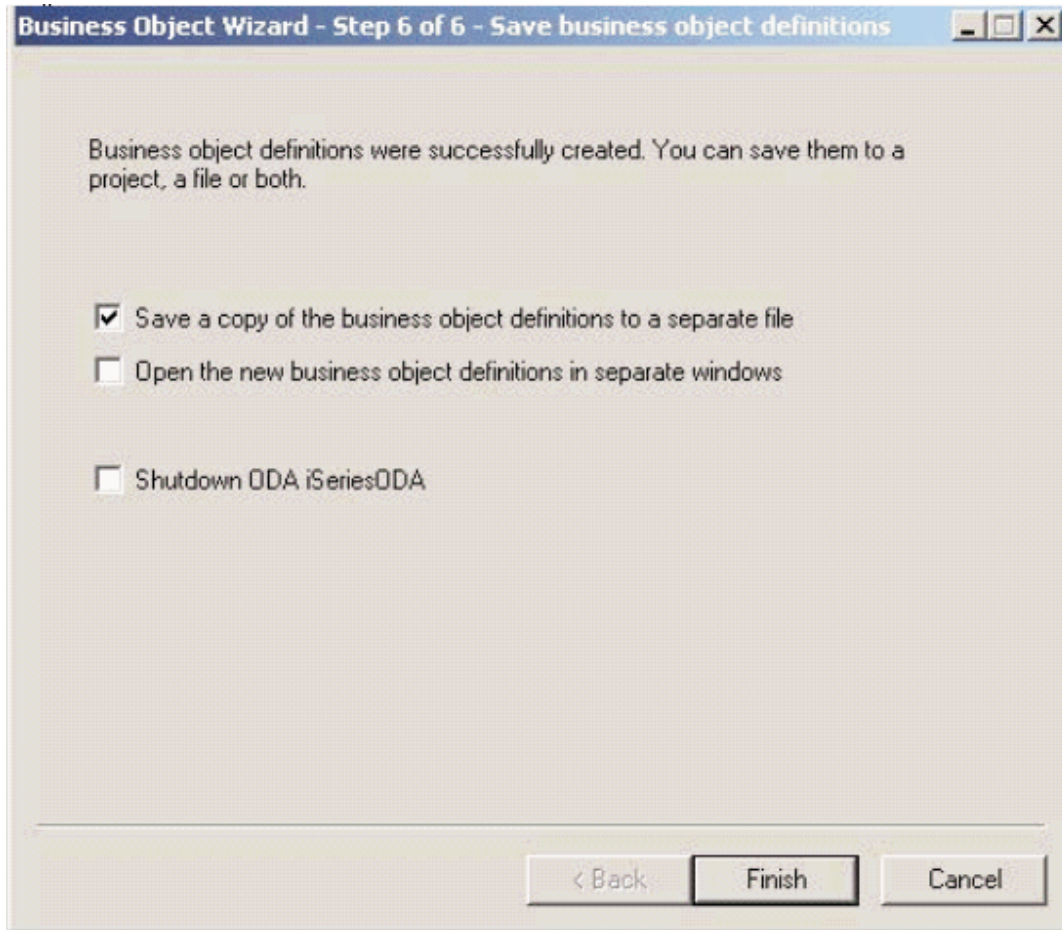 Business Object Wizard - Step 6 of 6 - Save business object definitions
Business object definitions were successfully created. You can save them to a
project, a file or both.
Save a copy of the business object definitions to a separate file
Open the new business object definitions in separate windows
Shutdown ODA iSeriesODA
< Back
Finish
Cancel